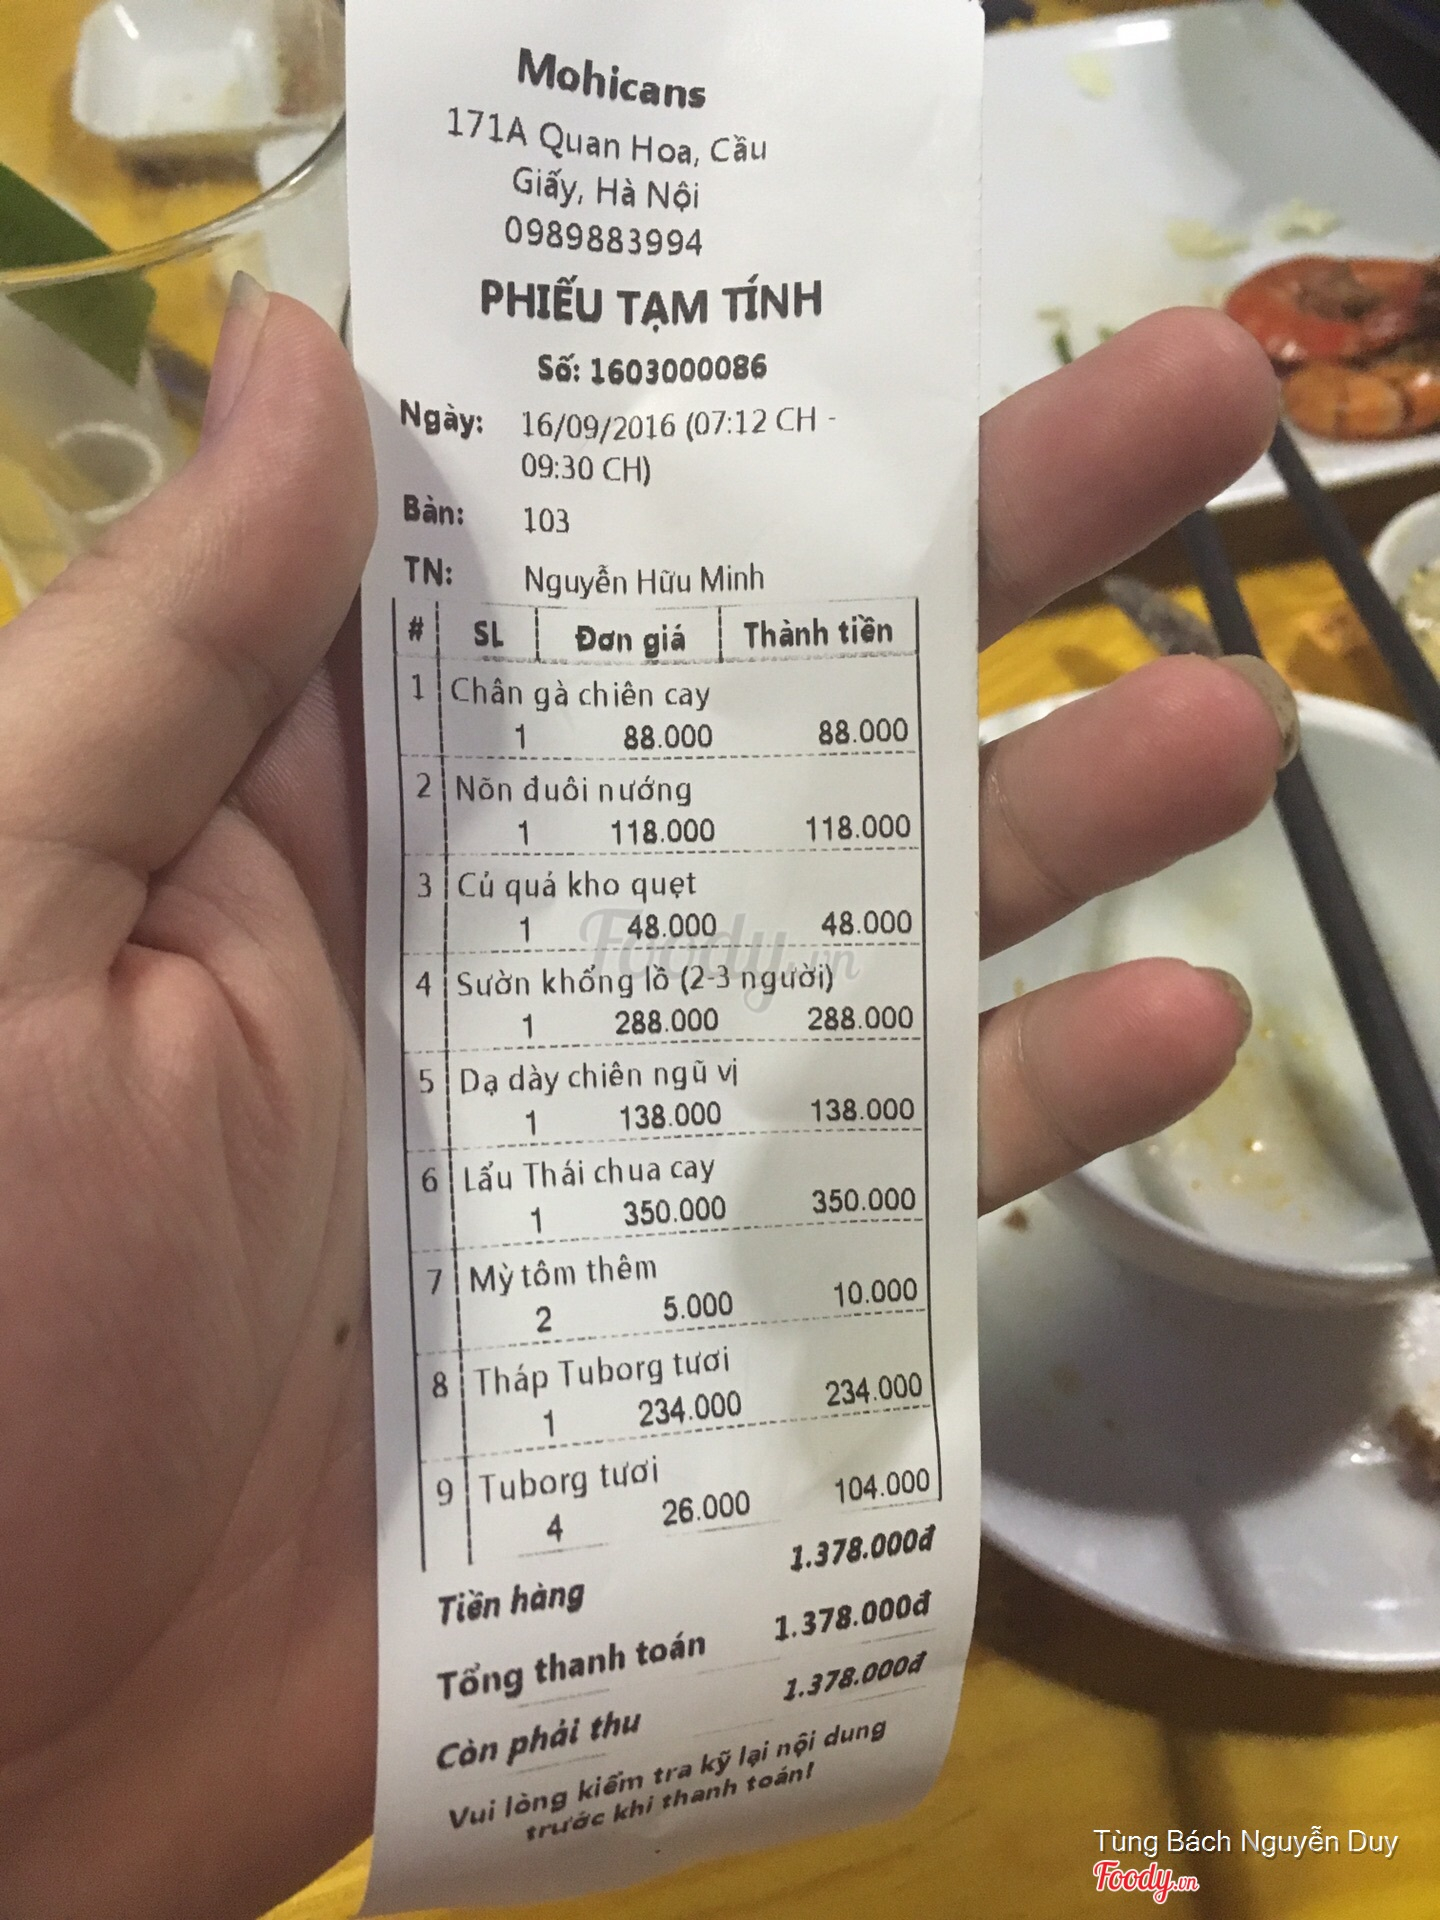 Mohicans
171A Quan Hoa, Cầu
Giấy, Hà Nội
0989883994
PHIẾU TẠM TÍNH
Số: 1603000086
Ngày: 16/09/2016 (07:12 CH -
09:30 CH)
Bàn: 103
TN: Nguyễn Hữu Minh
# SL Đơn giá Thành tiền
1 Chân gà chiên cay
1 88.000 88.000
2 Nõn đuôi nướng
1 118.000 118.000
3 Củ quả kho quẹt
1 48.000 48.000
4 Sườn khổng lồ (2-3 người)
1 288.000 288.000
5 Dạ dày chiên ngũ vị
1 138.000 138.000
6 Lẩu Thái chua cay
1 350.000 350.000
7 Mỳ tôm thêm
2 5.000 10.000
8 Tháp Tuborg tươi
1 234.000 234.000
9 Tuborg tươi
4 26.000 104.000
Tiền hàng 1.378.000đ
Tổng thanh toán 1.378.000đ
Còn phải thu 1.378.000đ
Vui lòng kiểm tra kỹ lại nội dung
trước khi thanh toán!
Foody.vn
Tùng Bách Nguyễn Duy
Foody.vn